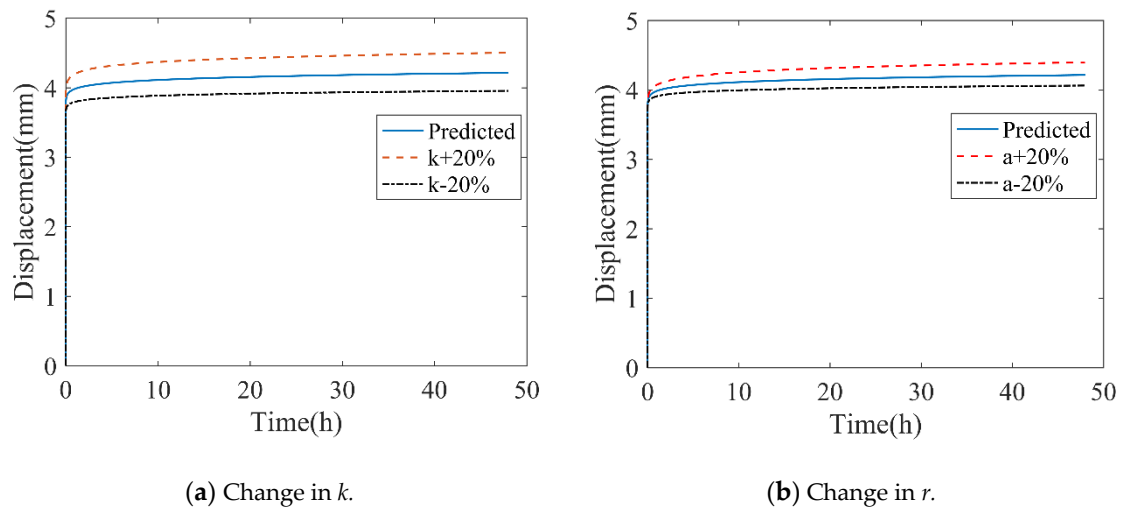 5
4
3
2
1
0
Displacement(mm)
Predicted
k+20%
k-20%
0 10 20 30 40 50
Time(h)
(a) Change in k.
5
4
3
2
1
0
Displacement(mm)
Predicted
a+20%
a-20%
0 10 20 30 40 50
Time(h)
(b) Change in r.